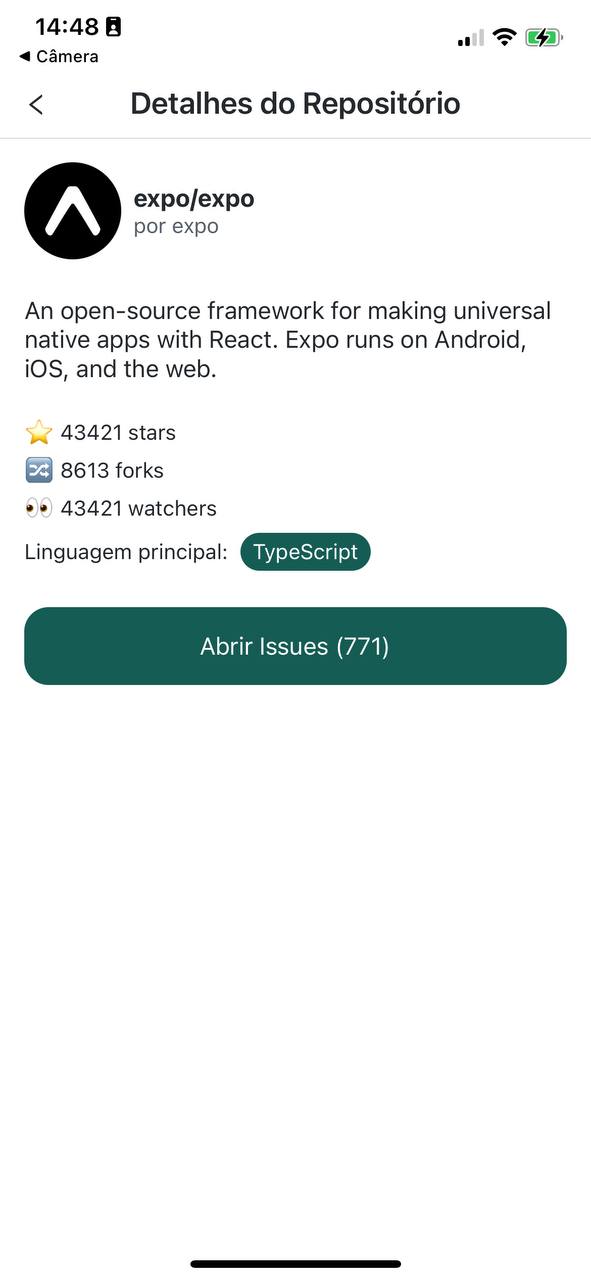 14:48
◀ Câmera
Detalhes do Repositório
expo/expo
por expo
An open-source framework for making universal
native apps with React. Expo runs on Android,
iOS, and the web.
⭐ 43421 stars
🔀 8613 forks
👀 43421 watchers
Linguagem principal: TypeScript
Abrir Issues (771)